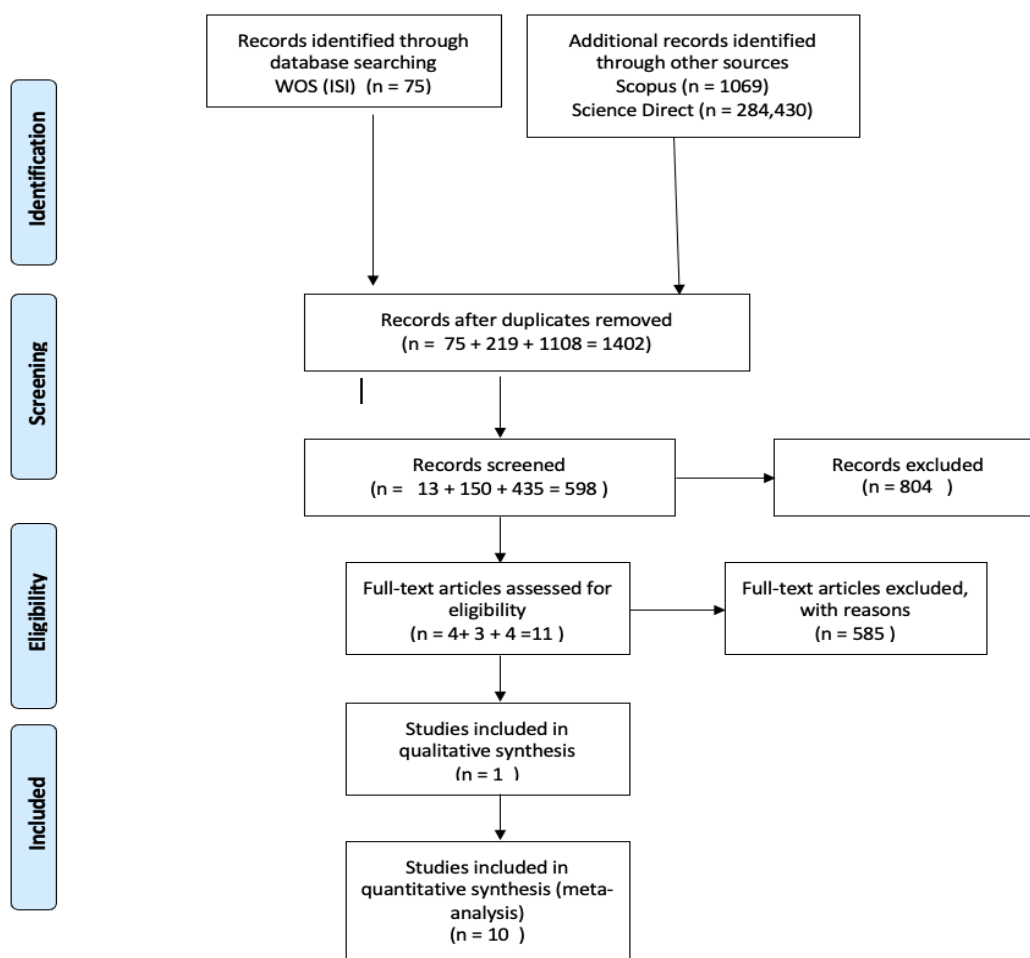 Records identified through
database searching
WOS (ISI) (n = 75)
Additional records identified
through other sources
Scopus (n = 1069)
Science Direct (n = 284,430)
Identification
Records after duplicates removed
(n = 75 + 219 + 1108 = 1402)
Screening
Records screened
(n = 13 + 150 + 435 = 598 )
Records excluded
(n = 804 )
Eligibility
Full-text articles assessed for
eligibility
(n = 4+ 3 + 4 =11 )
Full-text articles excluded,
with reasons
(n = 585 )
Studies included in
qualitative synthesis
(n = 1 )
Included
Studies included in
quantitative synthesis (meta-
analysis)
(n = 10 )